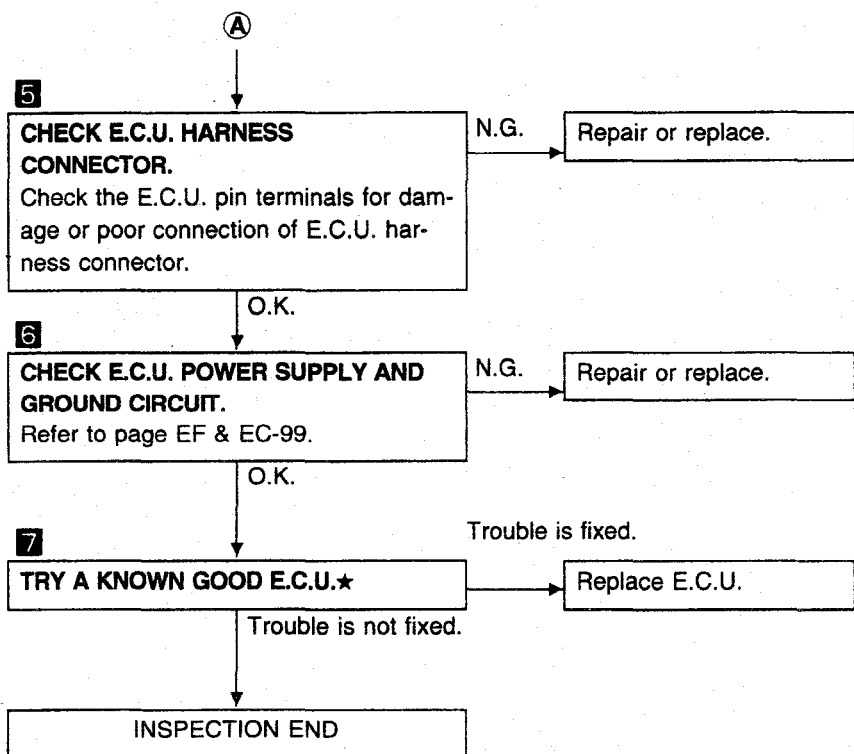 Ⓐ
5
CHECK E.C.U. HARNESS
CONNECTOR.
Check the E.C.U. pin terminals for dam-
age or poor connection of E.C.U. har-
ness connector.
N.G.
Repair or replace.
O.K.
6
CHECK E.C.U. POWER SUPPLY AND
GROUND CIRCUIT.
Refer to page EF & EC-99.
N.G.
Repair or replace.
O.K.
7
TRY A KNOWN GOOD E.C.U.★
Trouble is fixed.
Replace E.C.U.
Trouble is not fixed.
INSPECTION END